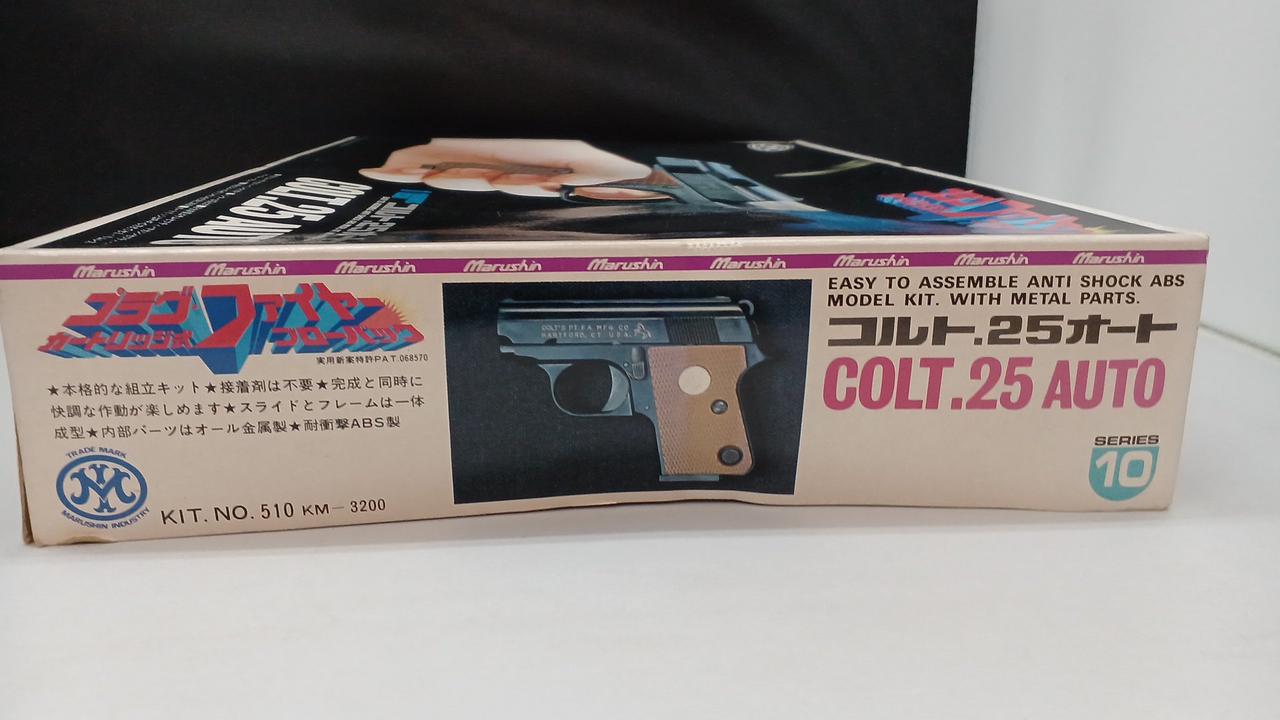 COLT.25 AUTO
Marushin Marushin Marushin Marushin Marushin Marushin Marushin Marushin Marushin
プラグファイヤー
カートリッジ式ブローバック
実用新案特許PAT.068570
★本格的な組立キット★接着剤は不要★完成と同時に
快調な作動が楽しめます★スライドとフレームは一体
成型★内部パーツはオール金属製★耐衝撃ABS製
TRADE MARK
MARUSHIN INDUSTRY
KIT. NO. 510 KM-3200
COLT'S PT. F.A. MFG. CO.
HARTFORD, CT. U.S.A.
EASY TO ASSEMBLE ANTI SHOCK ABS
MODEL KIT. WITH METAL PARTS.
コルト.25オート
COLT.25 AUTO
SERIES
10